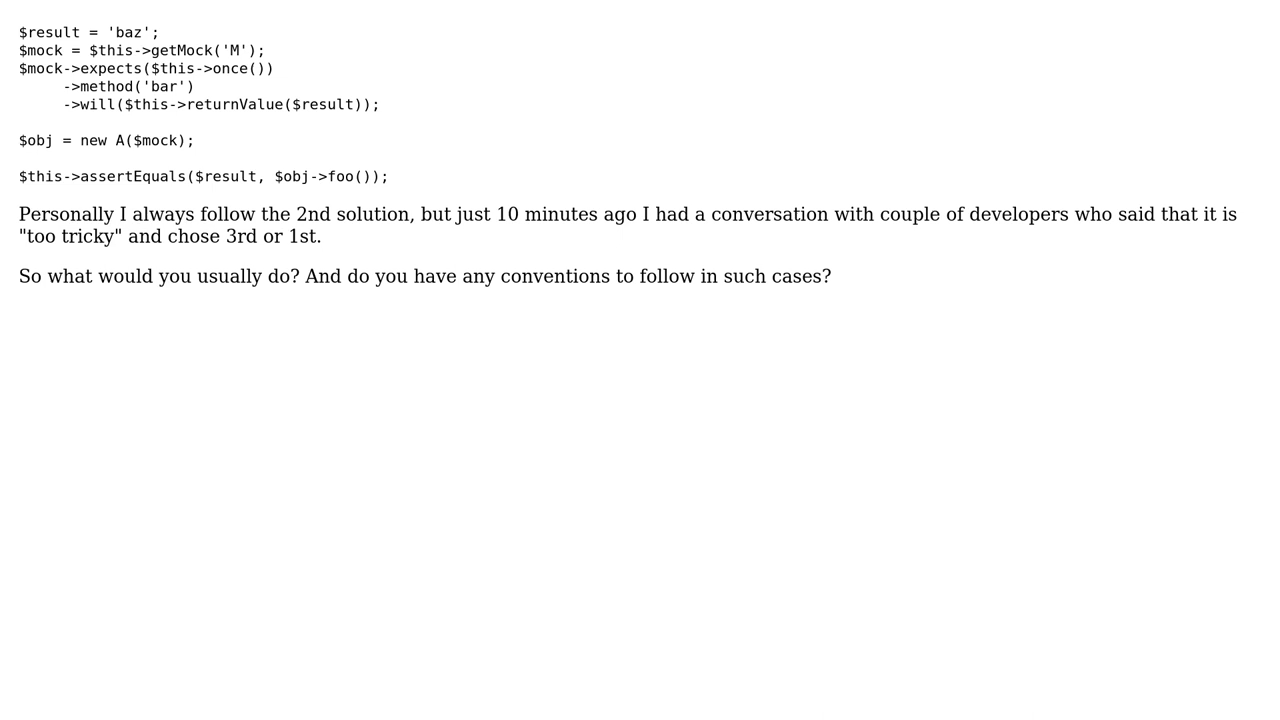 $result = 'baz';
$mock = $this->getMock('M');
$mock->expects($this->once())
     ->method('bar')
     ->will($this->returnValue($result));

$obj = new A($mock);

$this->assertEquals($result, $obj->foo());

Personally I always follow the 2nd solution, but just 10 minutes ago I had a conversation with couple of developers who said that it is
"too tricky" and chose 3rd or 1st.

So what would you usually do? And do you have any conventions to follow in such cases?